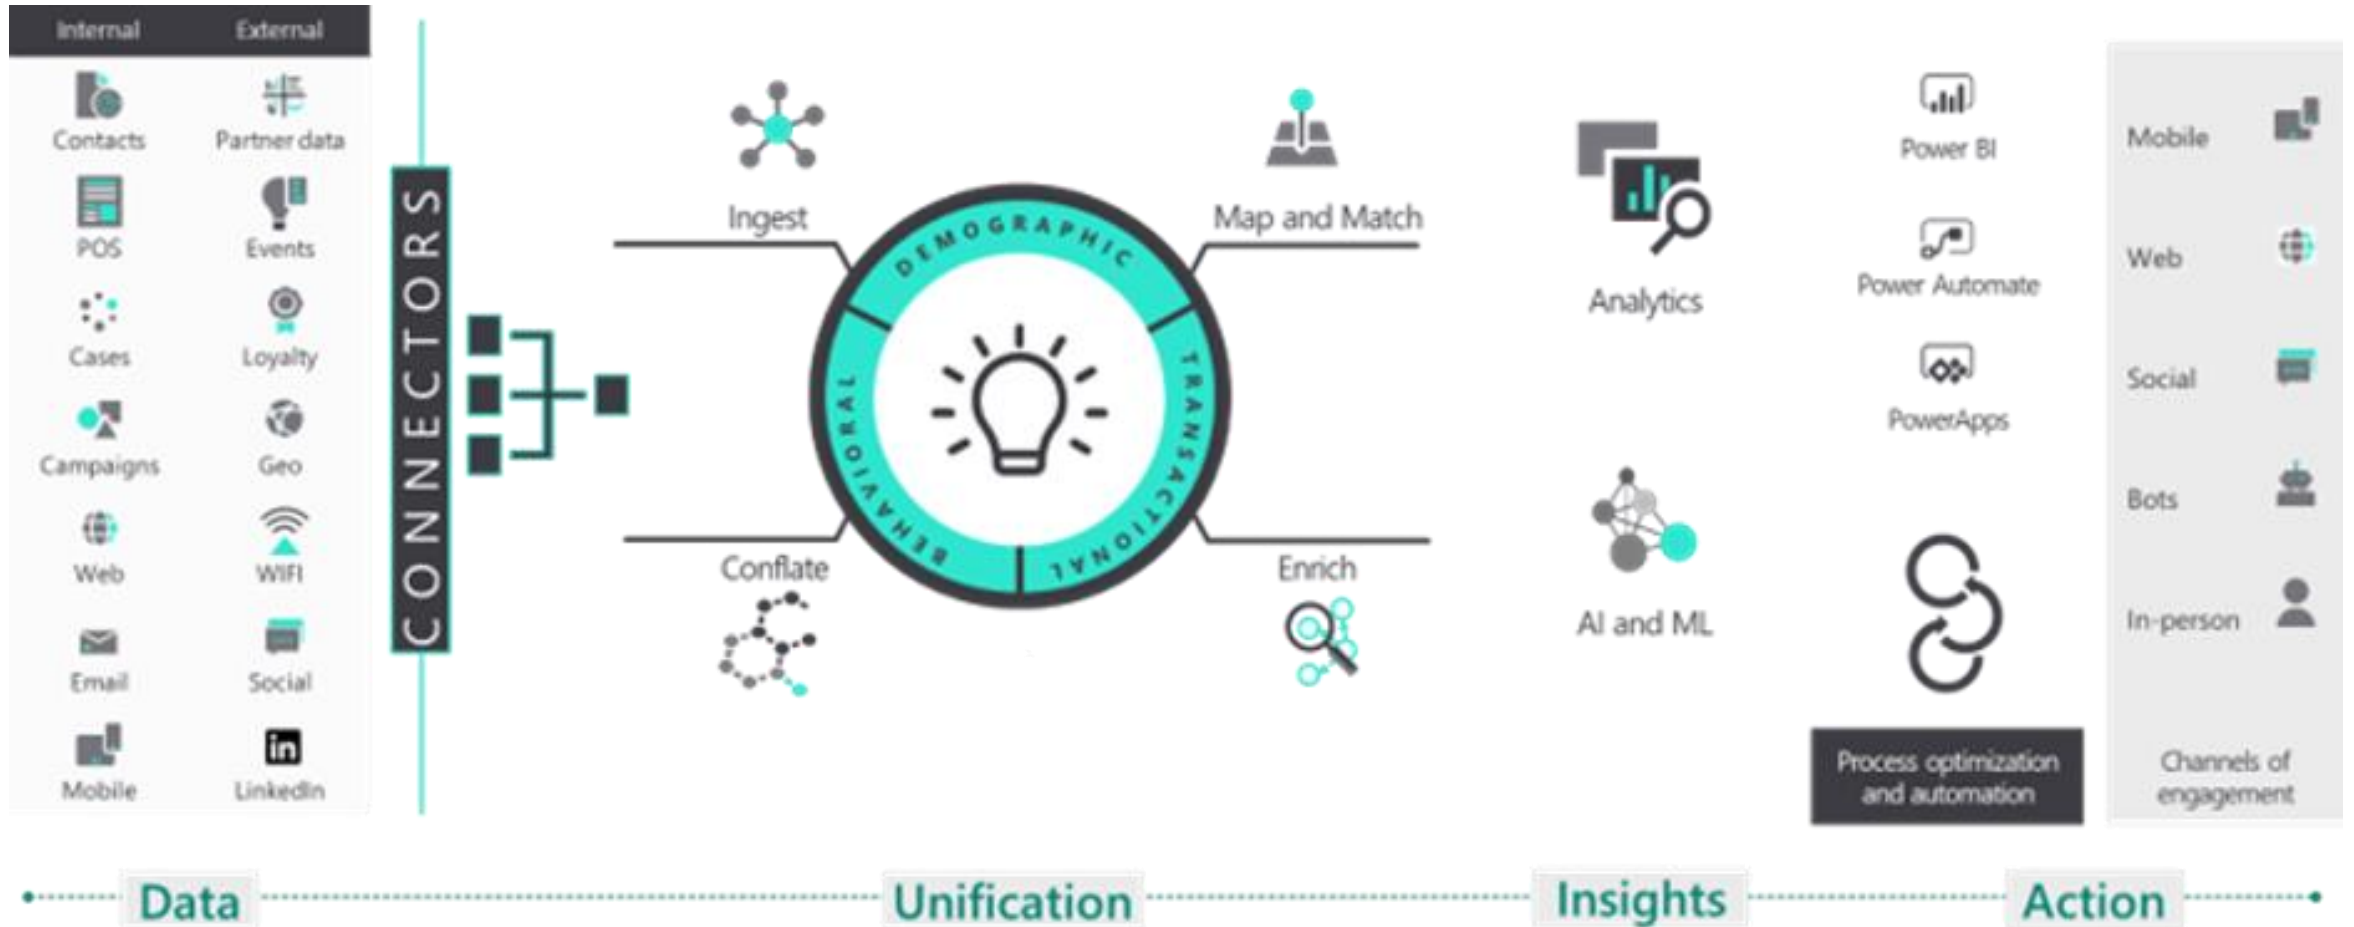 Internal External
Contacts Partner data
POS Events
Cases Loyalty
Campaigns Geo
Web WIFI
Email Social
Mobile LinkedIn
CONNECTORS
Ingest
Map and Match
DEMOGRAPHIC
TRANSACTIONAL
BEHAVIORAL
Conflate
Enrich
Analytics
AI and ML
Power BI
Power Automate
PowerApps
Process optimization
and automation
Mobile
Web
Social
Bots
In-person
Channels of
engagement
Data Unification Insights Action
in